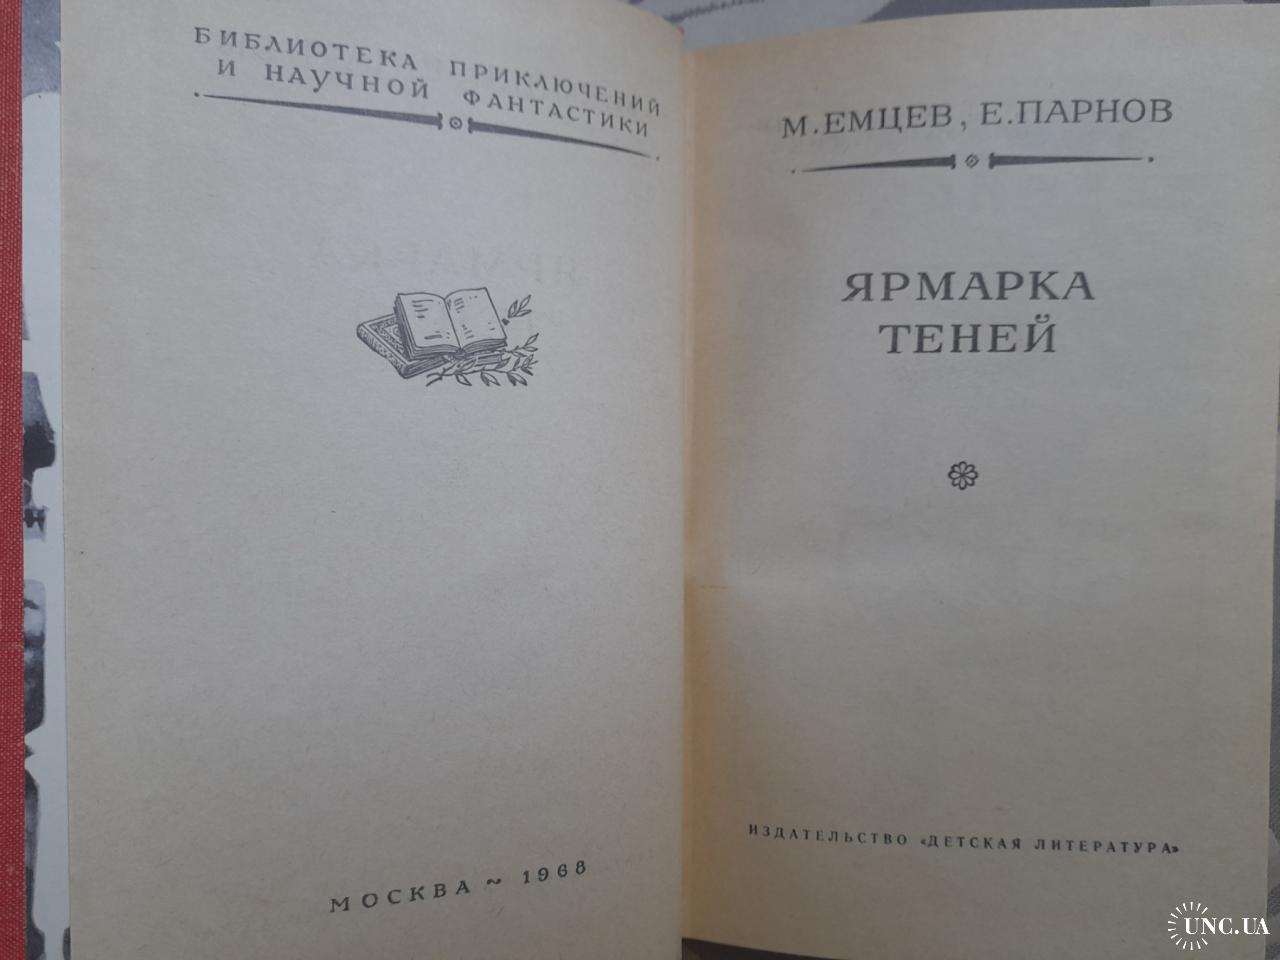 БИБЛИОТЕКА ПРИКЛЮЧЕНИЙ
И НАУЧНОЙ ФАНТАСТИКИ
МОСКВА ~ 1968
М. ЕМЦЕВ, Е. ПАРНОВ
ЯРМАРКА
ТЕНЕЙ
ИЗДАТЕЛЬСТВО «ДЕТСКАЯ ЛИТЕРАТУРА»
UNC.UA